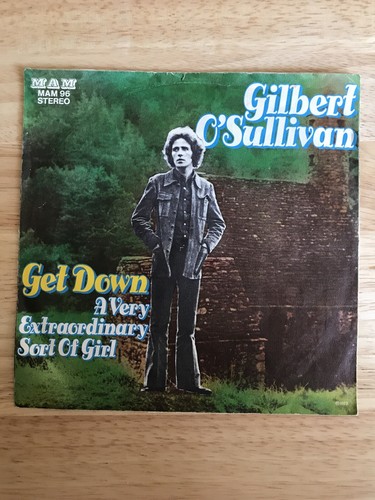 MAM
MAM 96
STEREO
Gilbert
O'Sullivan
Get Down
A Very
Extraordinary
Sort Of Girl